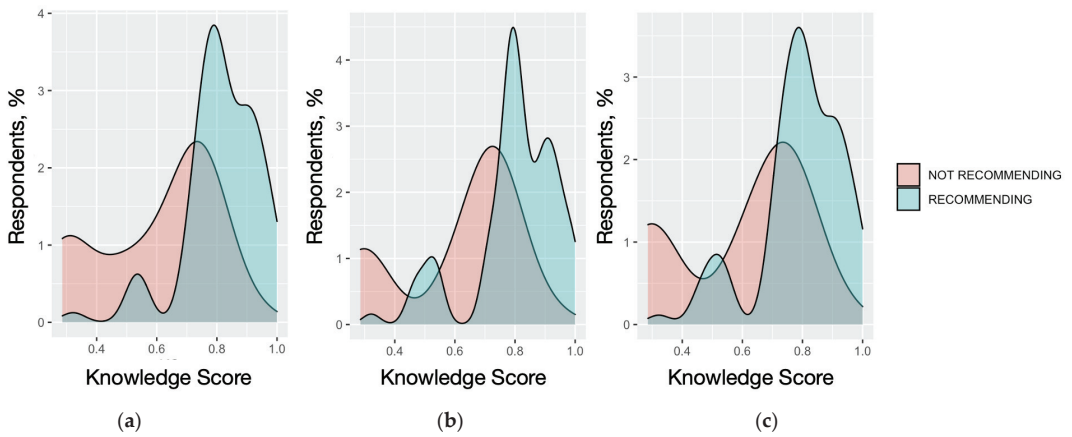 4
3
2
1
0
Respondents, %
0.4
0.6
0.8
1.0
Knowledge Score
(a)
4
3
2
1
0
Respondents, %
0.4
0.6
0.8
1.0
Knowledge Score
(b)
3
2
1
0
Respondents, %
0.4
0.6
0.8
1.0
Knowledge Score
(c)
NOT RECOMMENDING
RECOMMENDING